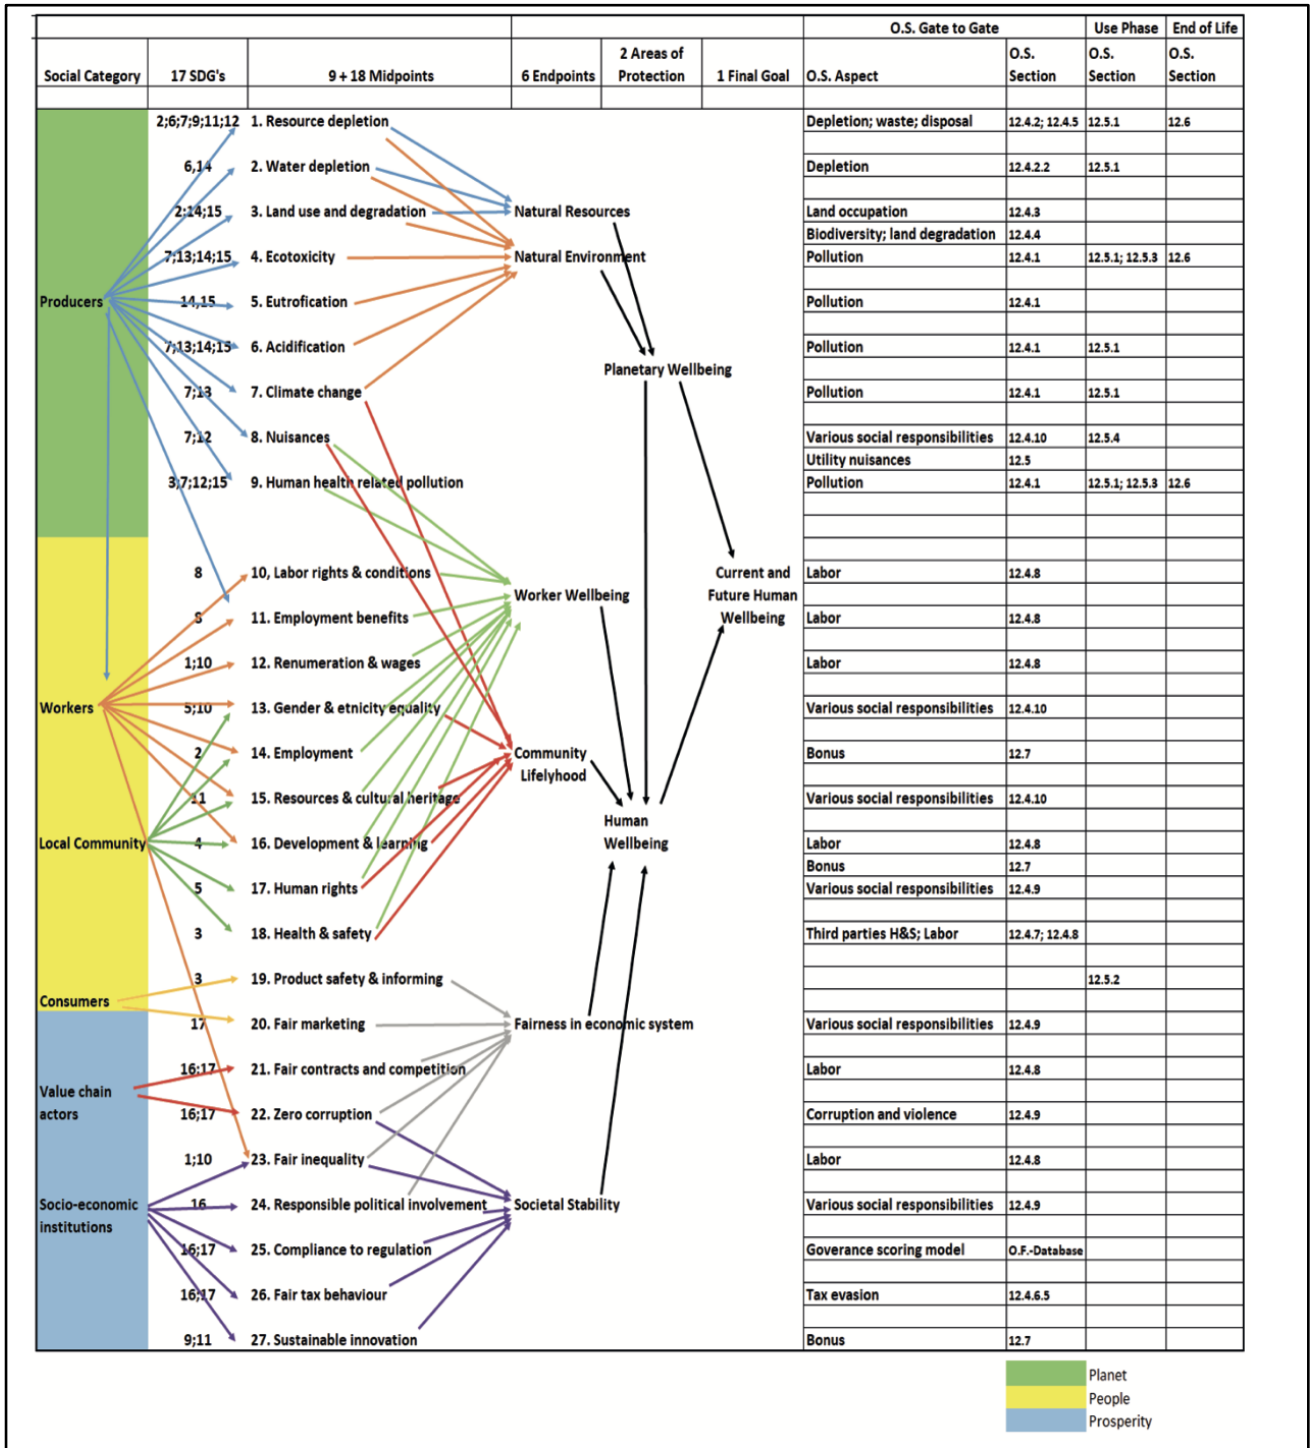 O.S. Gate to Gate Use Phase End of Life
Social Category 17 SDG's 9 + 18 Midpoints 6 Endpoints 2 Areas of Protection 1 Final Goal O.S. Aspect O.S. Section O.S. Section O.S. Section
2;6;7;9;11;12 1. Resource depletion Depletion; waste; disposal 12.4.2; 12.4.5 12.5.1 12.6
6,14 2. Water depletion Depletion 12.4.2.2 12.5.1
2;14;15 3. Land use and degradation Natural Resources Land occupation 12.4.3
Biodiversity; land degradation 12.4.4
7;13;14;15 4. Ecotoxicity Natural Environment Pollution 12.4.1 12.5.1; 12.5.3 12.6
Producers 14,15 5. Eutrofication Pollution 12.4.1
7;13;14;15 6. Acidification Pollution 12.4.1 12.5.1
Planetary Wellbeing
7;13 7. Climate change Pollution 12.4.1 12.5.1
7;12 8. Nuisances Various social responsibilities 12.4.10 12.5.4
Utility nuisances 12.5
3,7;12;15 9. Human health related pollution Pollution 12.4.1 12.5.1; 12.5.3 12.6
8 10, Labor rights & conditions Current and Labor 12.4.8
Worker Wellbeing Future Human
8 11. Employment benefits Wellbeing Labor 12.4.8
1;10 12. Renumeration & wages Labor 12.4.8
Workers 5;10 13. Gender & etnicity equality Various social responsibilities 12.4.10
2 14. Employment Community Bonus 12.7
Lifelyhood
11 15. Resources & cultural heritage Various social responsibilities 12.4.10
Human
Local Community 4 16. Development & learning Wellbeing Labor 12.4.8
Bonus 12.7
5 17. Human rights Various social responsibilities 12.4.9
3 18. Health & safety Third parties H&S; Labor 12.4.7; 12.4.8
3 19. Product safety & informing 12.5.2
Consumers
17 20. Fair marketing Fairness in economic system Various social responsibilities 12.4.9
16;17 21. Fair contracts and competition Labor 12.4.8
Value chain
actors 16;17 22. Zero corruption Corruption and violence 12.4.9
1;10 23. Fair inequality Labor 12.4.8
Socio-economic 16 24. Responsible political involvement Societal Stability Various social responsibilities 12.4.9
institutions
16;17 25. Compliance to regulation Goverance scoring model O.F.-Database
16;17 26. Fair tax behaviour Tax evasion 12.4.6.5
9;11 27. Sustainable innovation Bonus 12.7
Planet
People
Prosperity